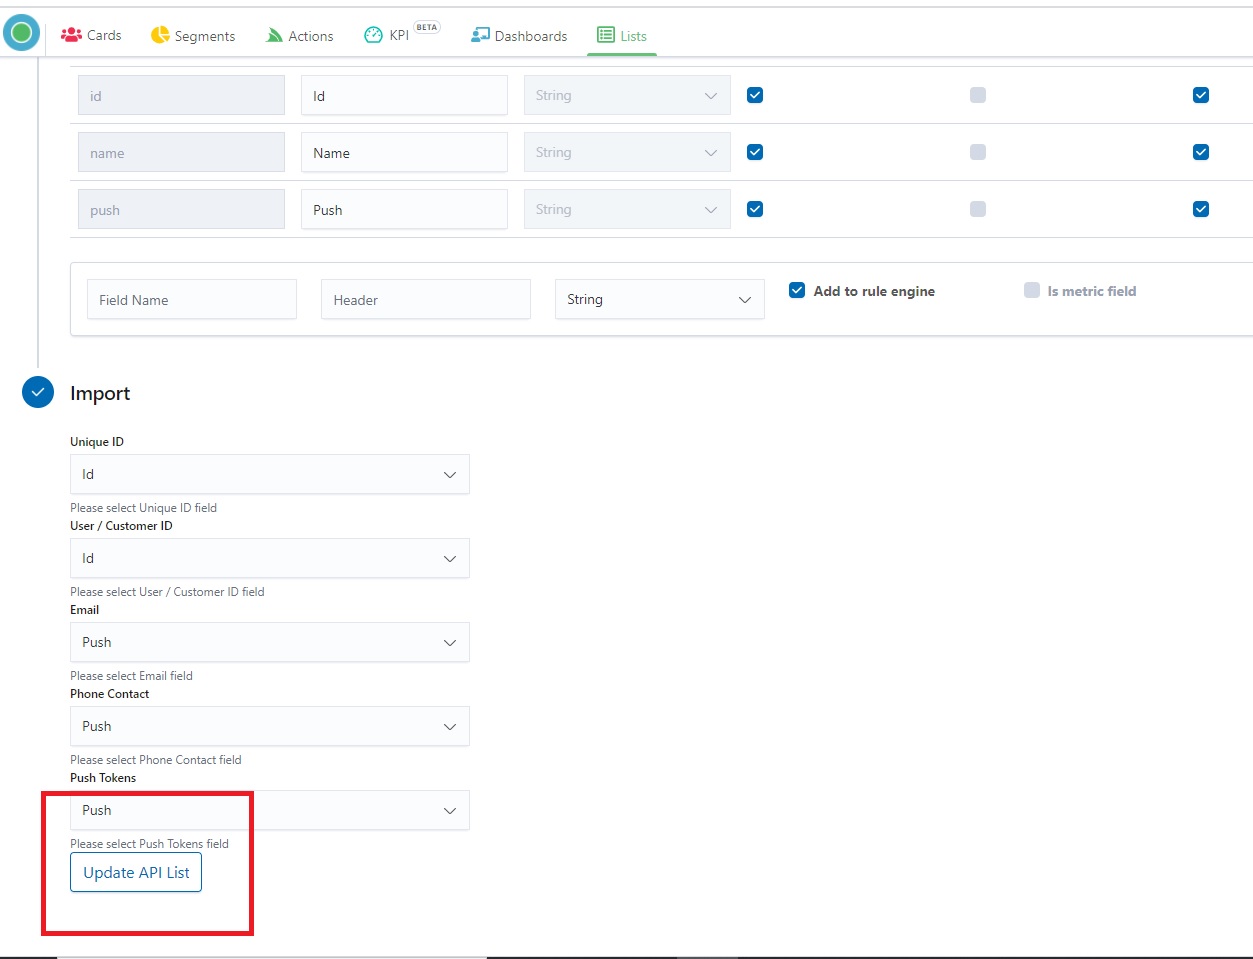 Cards Segments Actions KPI BETA Dashboards Lists
id Id String
name Name String
push Push String
Field Name Header String Add to rule engine Is metric field
Import
Unique ID
Id
Please select Unique ID field
User / Customer ID
Id
Please select User / Customer ID field
Email
Push
Please select Email field
Phone Contact
Push
Please select Phone Contact field
Push Tokens
Push
Please select Push Tokens field
Update API List